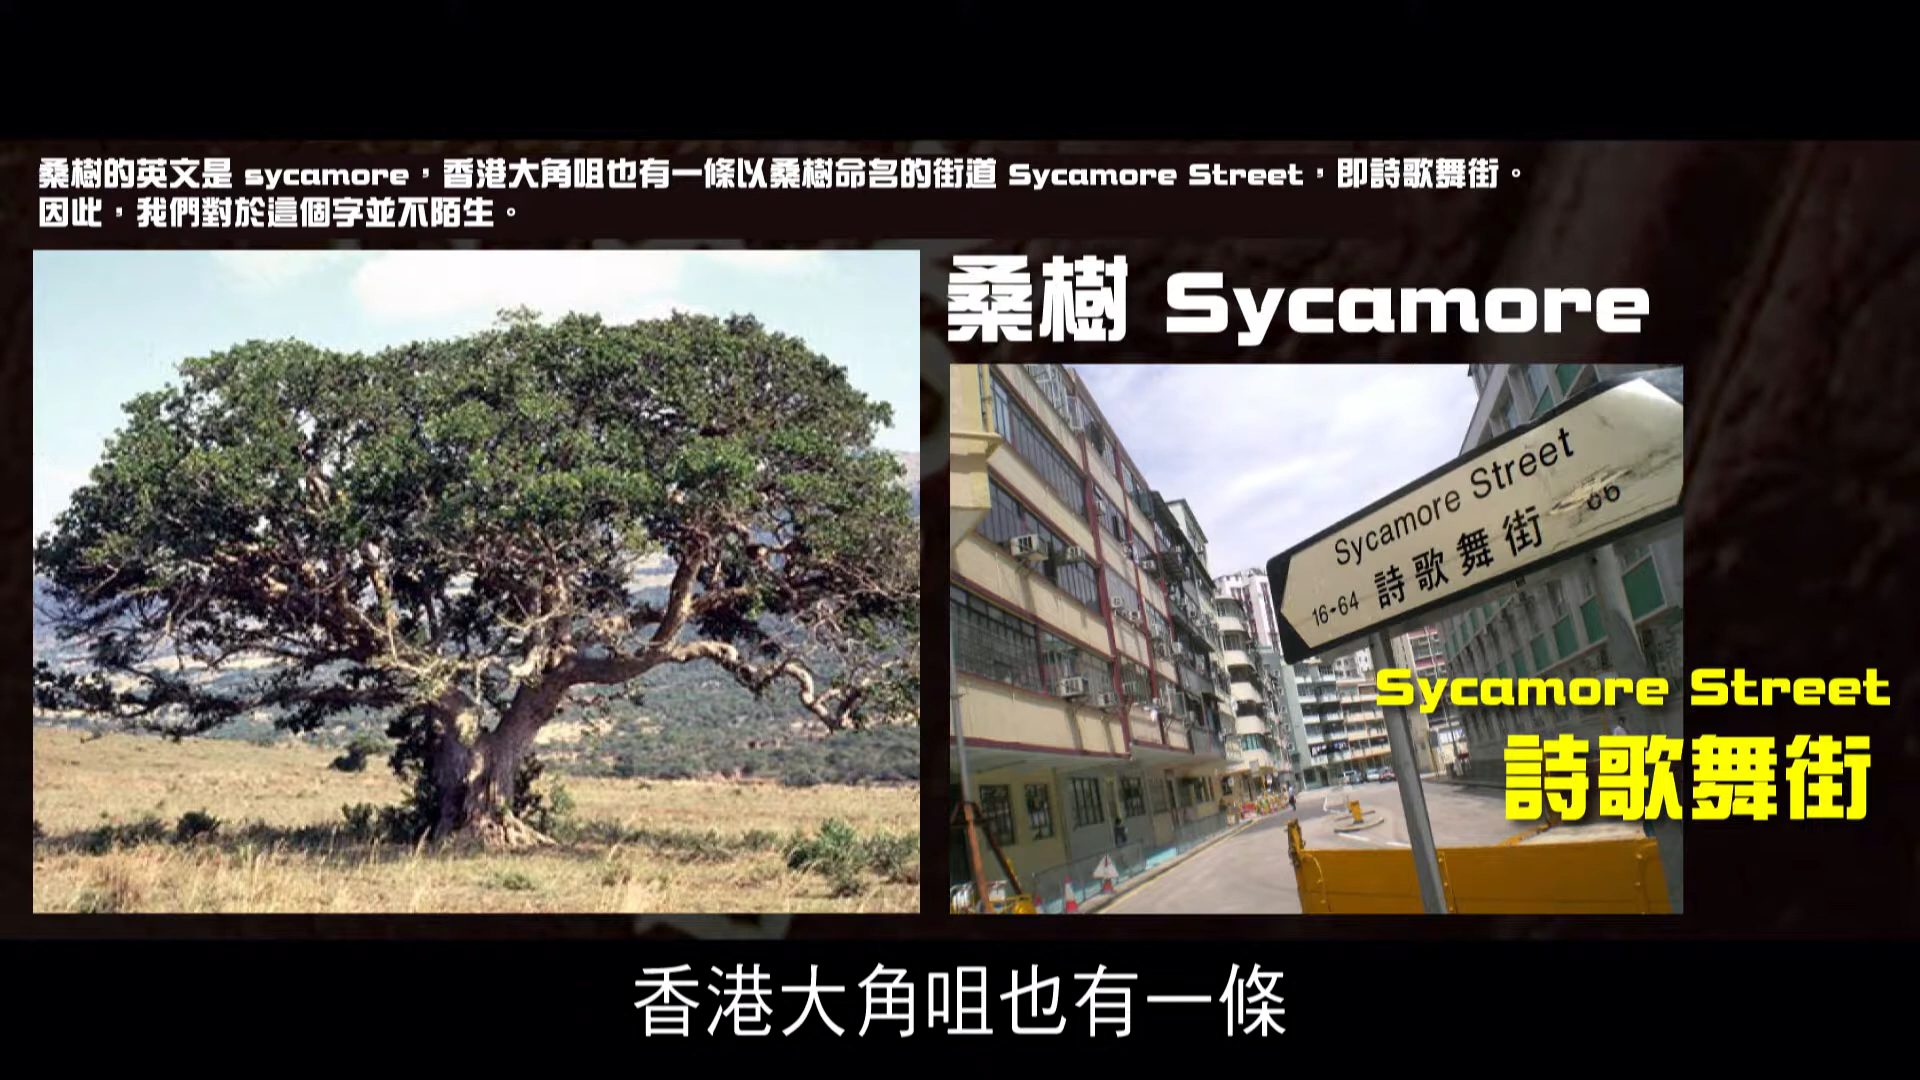 桑樹的英文是 sycamore，香港大角咀也有一條以桑樹命名的街道 Sycamore Street，即詩歌舞街。
因此，我們對於這個字並不陌生。
桑樹 Sycamore
Sycamore Street
16-64 詩歌舞街 66
Sycamore Street
詩歌舞街
香港大角咀也有一條